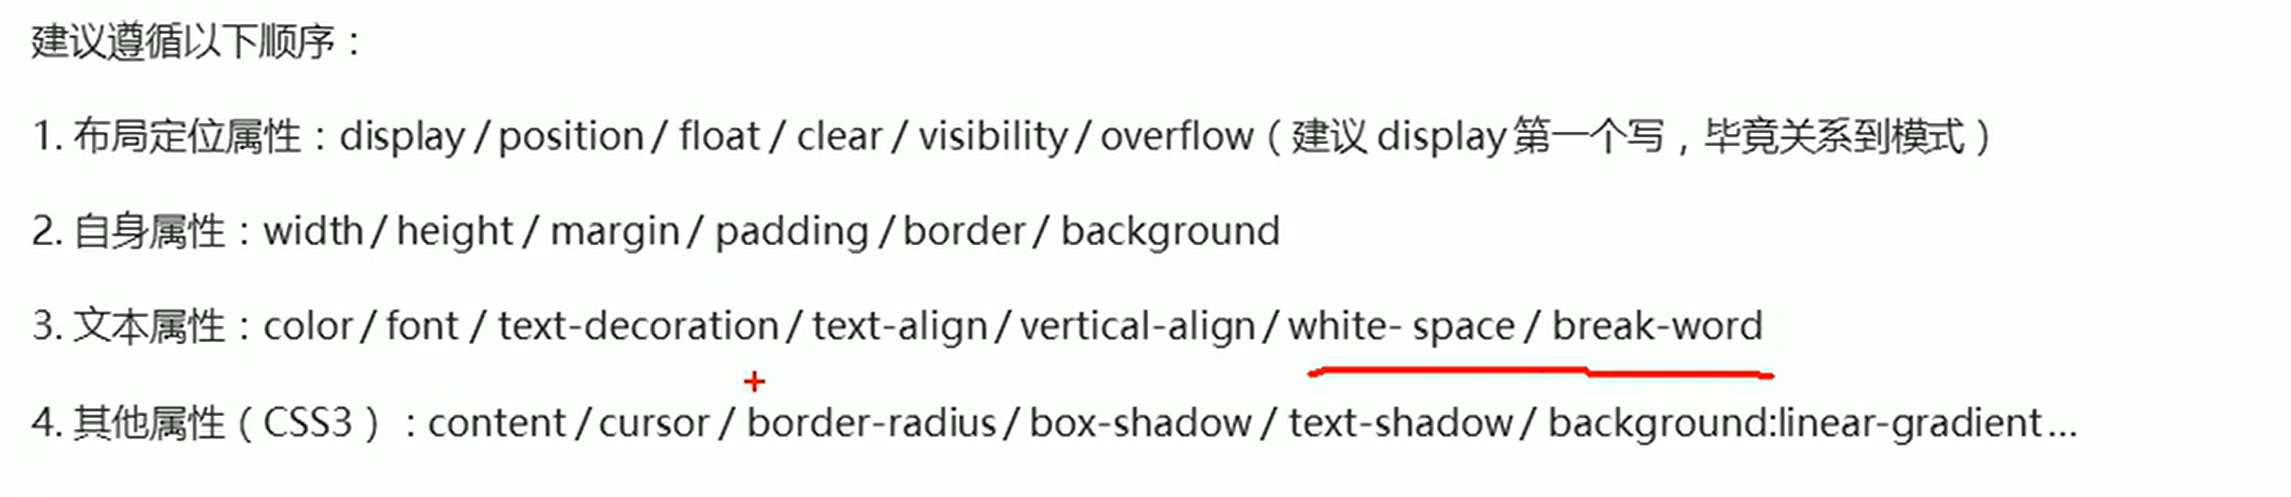 建议遵循以下顺序：
1. 布局定位属性：display / position / float / clear / visibility / overflow（建议 display 第一个写，毕竟关系到模式）
2. 自身属性：width / height / margin / padding / border / background
3. 文本属性：color / font / text-decoration / text-align / vertical-align / white- space / break-word
4. 其他属性（CSS3）：content / cursor / border-radius / box-shadow / text-shadow / background:linear-gradient…